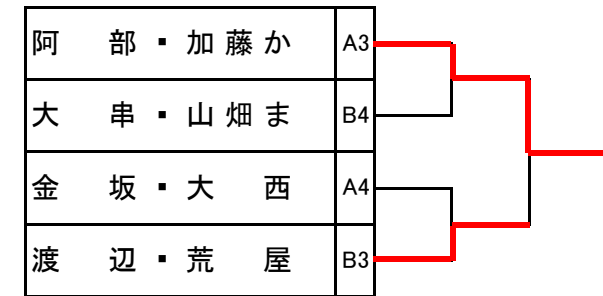 阿 部 ▪ 加 藤 か A3
大 串 ▪ 山 畑 ま B4
金 坂 ▪ 大 西 A4
渡 辺 ▪ 荒 屋 B3